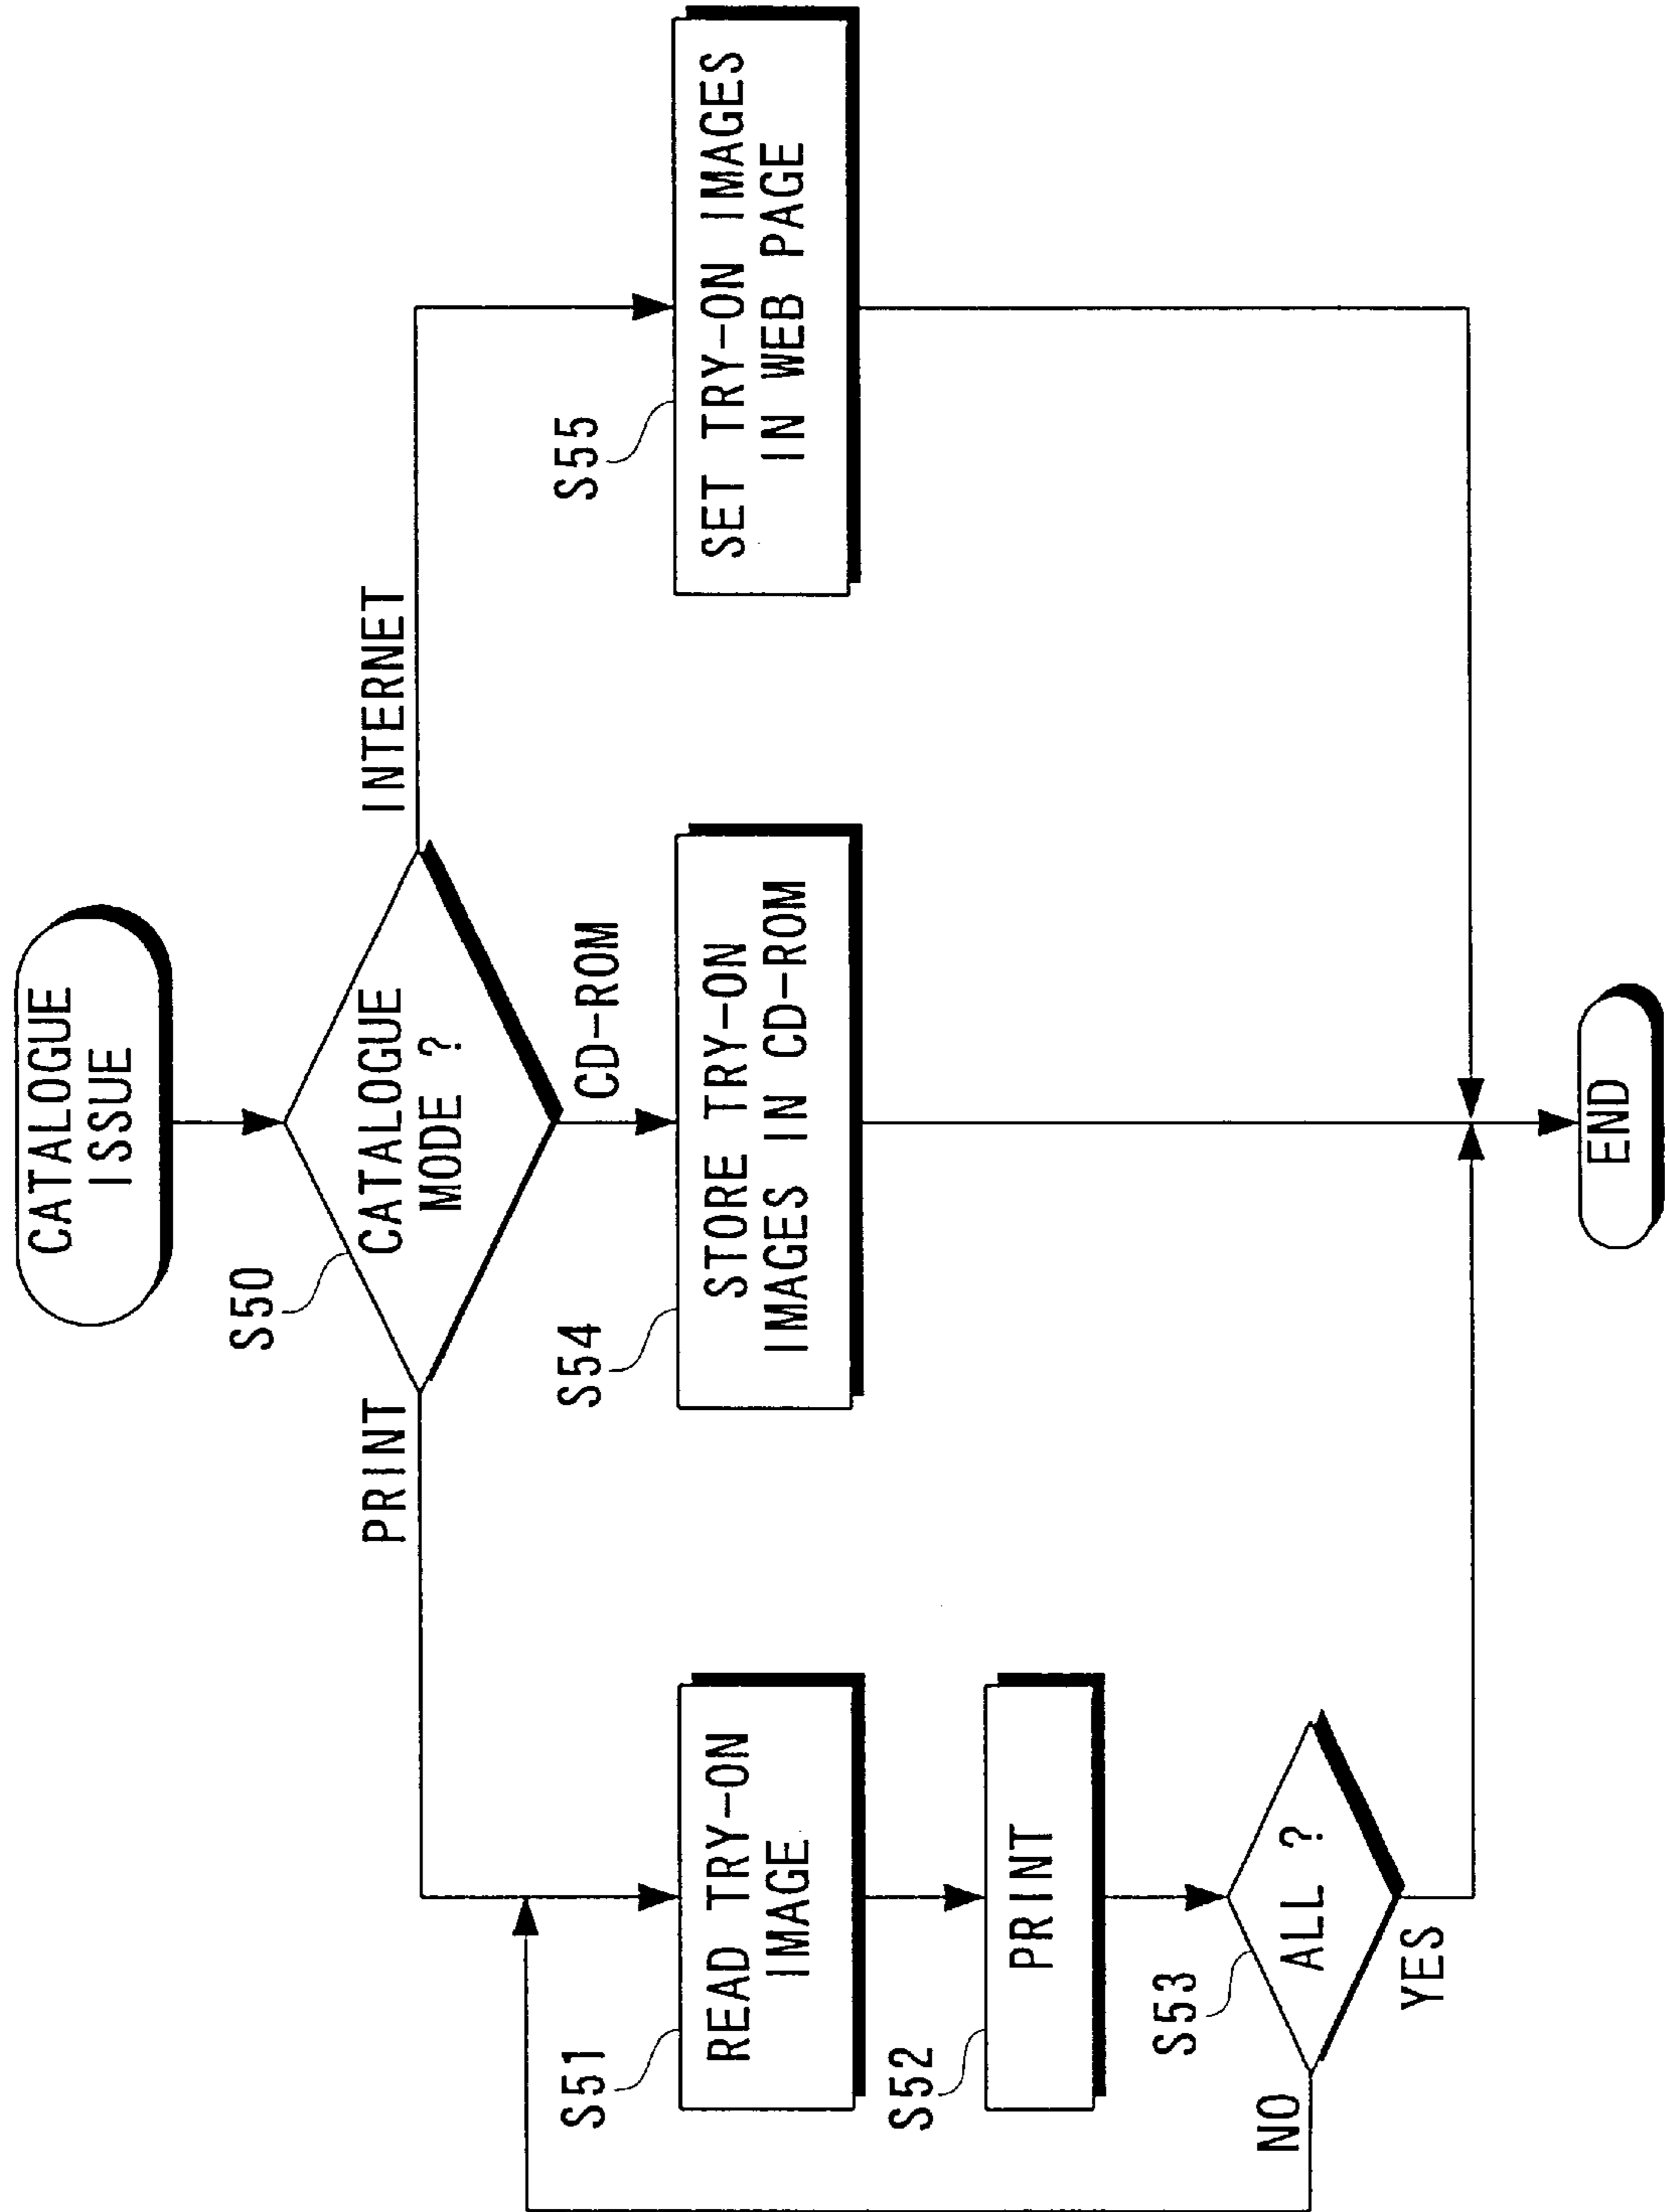 CATALOGUE
ISSUE
S50
CATALOGUE
MODE ?
PRINT
CD-ROM
INTERNET
S51
READ TRY-ON
IMAGE
S52
PRINT
S53
ALL ?
NO
YES
S54
STORE TRY-ON
IMAGES IN CD-ROM
S55
SET TRY-ON IMAGES
IN WEB PAGE
END